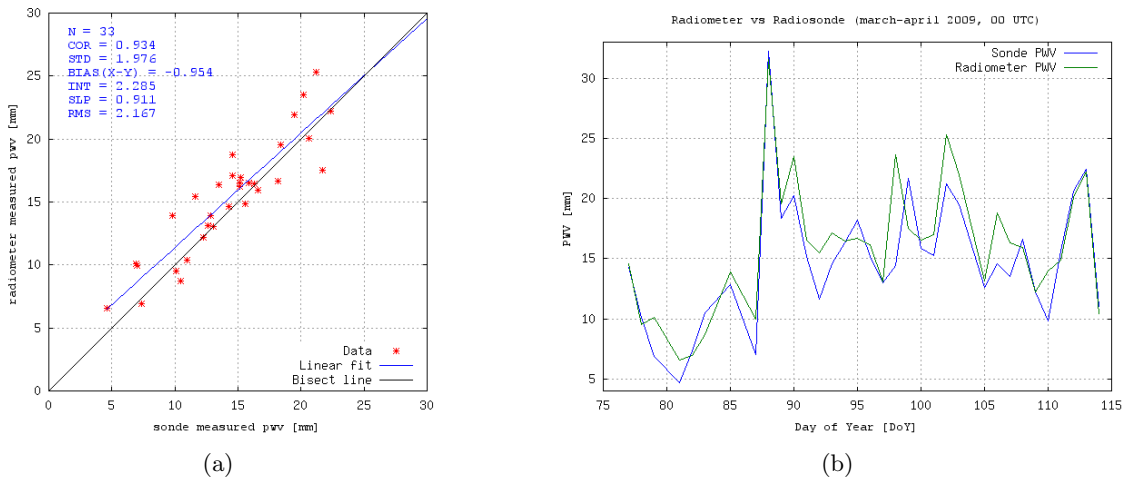 N = 33
COR = 0.934
STD = 1.976
BIAS(X-Y) = -0.954
INT = 2.285
SLP = 0.911
RMS = 2.167
30
25
20
15
10
5
0
radiometer measured pwv [mm]
Data
Linear fit
Bisect line
0 5 10 15 20 25 30
sonde measured pwv [mm]
(a)
Radiometer vs Radiosonde (march-april 2009, 00 UTC)
Sonde PWV
Radiometer PWV
30
25
20
15
10
5
PWV [mm]
75 80 85 90 95 100 105 110 115
Day of Year [DoY]
(b)